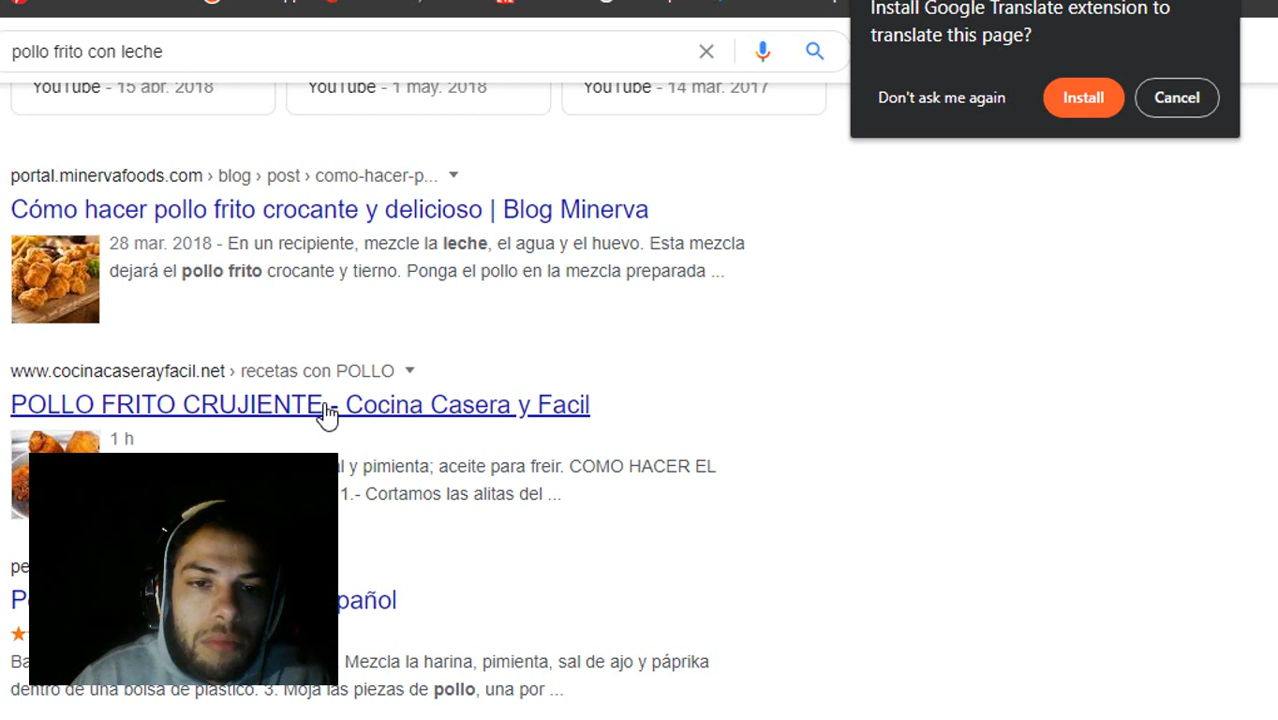 Install Google Translate extension to
translate this page?
Don't ask me again
Install
Cancel
pollo frito con leche
YouTube - 15 abr. 2018
YouTube - 1 may. 2018
YouTube - 14 mar. 2017
portal.minervafoods.com › blog › post › como-hacer-p...
Cómo hacer pollo frito crocante y delicioso | Blog Minerva
28 mar. 2018 - En un recipiente, mezcle la leche, el agua y el huevo. Esta mezcla
dejará el pollo frito crocante y tierno. Ponga el pollo en la mezcla preparada ...
www.cocinacaserayfacil.net › recetas con POLLO
POLLO FRITO CRUJIENTE - Cocina Casera y Facil
1 h
y pimienta; aceite para freir. COMO HACER EL
1.- Cortamos las alitas del ...
Mezcla la harina, pimienta, sal de ajo y páprika
dentro de una bolsa de plástico. 3. Moja las piezas de pollo, una por ...